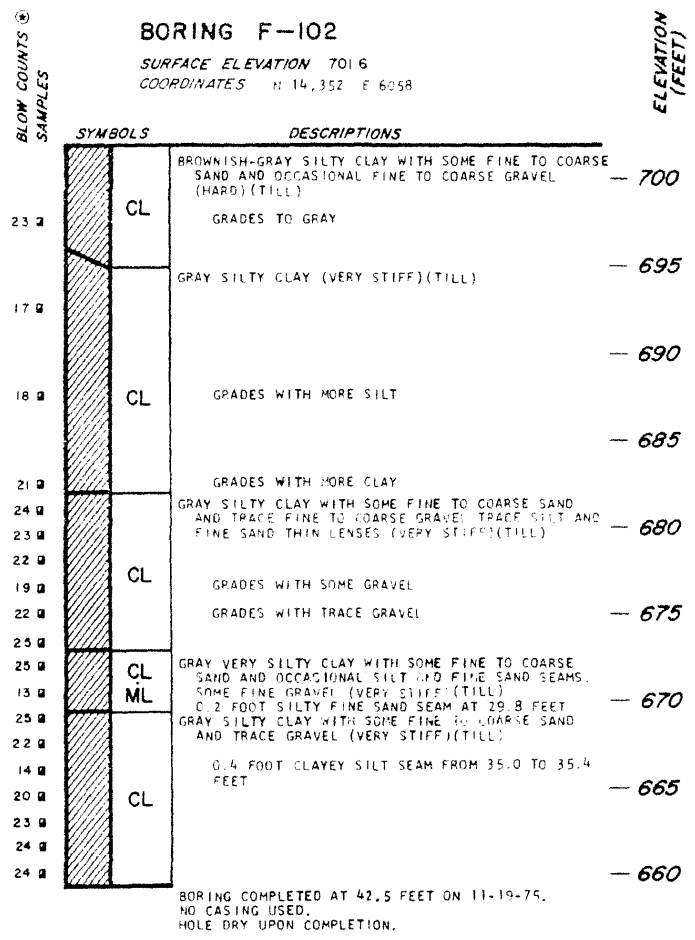 BORING F-102
SURFACE ELEVATION 701.6
COORDINATES N 14,352 E 6058
BLOW COUNTS ✱
SAMPLES
SYMBOLS
DESCRIPTIONS
ELEVATION
(FEET)
BROWNISH-GRAY SILTY CLAY WITH SOME FINE TO COARSE
SAND AND OCCASIONAL FINE TO COARSE GRAVEL
(HARD)(TILL)
700
CL
23
GRADES TO GRAY
695
GRAY SILTY CLAY (VERY STIFF)(TILL)
17
690
18
CL
GRADES WITH MORE SILT
685
21
GRADES WITH MORE CLAY
GRAY SILTY CLAY WITH SOME FINE TO COARSE SAND
24
AND TRACE FINE TO COARSE GRAVEL TRACE SILT AND
680
23
FINE SAND THIN LENSES (VERY STIFF)(TILL)
22
CL
19
GRADES WITH SOME GRAVEL
22
GRADES WITH TRACE GRAVEL
675
25
25
CL
ML
GRAY VERY SILTY CLAY WITH SOME FINE TO COARSE
SAND AND OCCASIONAL SILT AND FINE SAND SEAMS.
13
SOME FINE GRAVEL (VERY STIFF)(TILL)
670
0.2 FOOT SILTY FINE SAND SEAM AT 29.8 FEET
25
GRAY SILTY CLAY WITH SOME FINE TO COARSE SAND
AND TRACE GRAVEL (VERY STIFF)(TILL)
22
14
0.4 FOOT CLAYEY SILT SEAM FROM 35.0 TO 35.4
FEET
665
20
CL
23
24
24
660
BORING COMPLETED AT 42.5 FEET ON 11-19-75.
NO CASING USED.
HOLE DRY UPON COMPLETION.